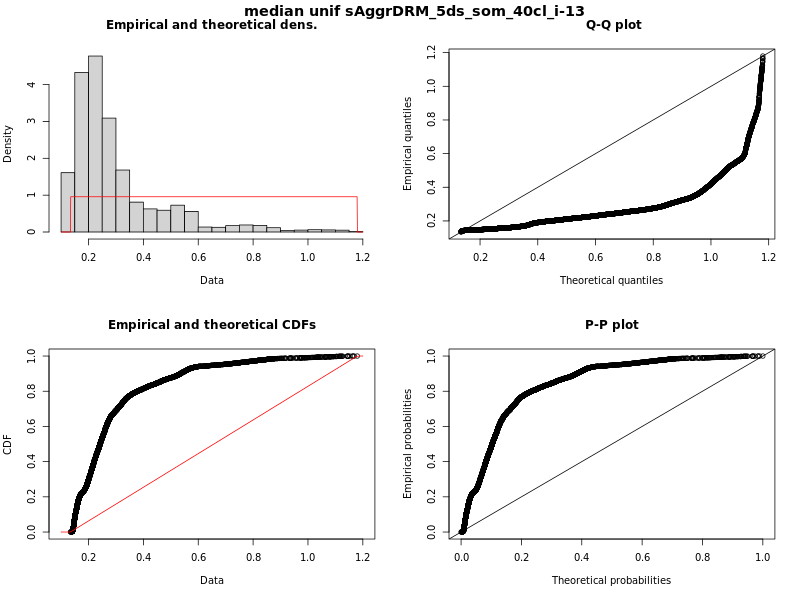 median unif sAggrDRM_5ds_som_40cl_i-13
Empirical and theoretical dens.
Density
0 1 2 3 4
0.2 0.4 0.6 0.8 1.0 1.2
Data
Q-Q plot
Empirical quantiles
0.2 0.4 0.6 0.8 1.0 1.2
0.2 0.4 0.6 0.8 1.0 1.2
Theoretical quantiles
Empirical and theoretical CDFs
CDF
0.0 0.2 0.4 0.6 0.8 1.0
0.2 0.4 0.6 0.8 1.0 1.2
Data
P-P plot
Empirical probabilities
0.0 0.2 0.4 0.6 0.8 1.0
0.0 0.2 0.4 0.6 0.8 1.0
Theoretical probabilities